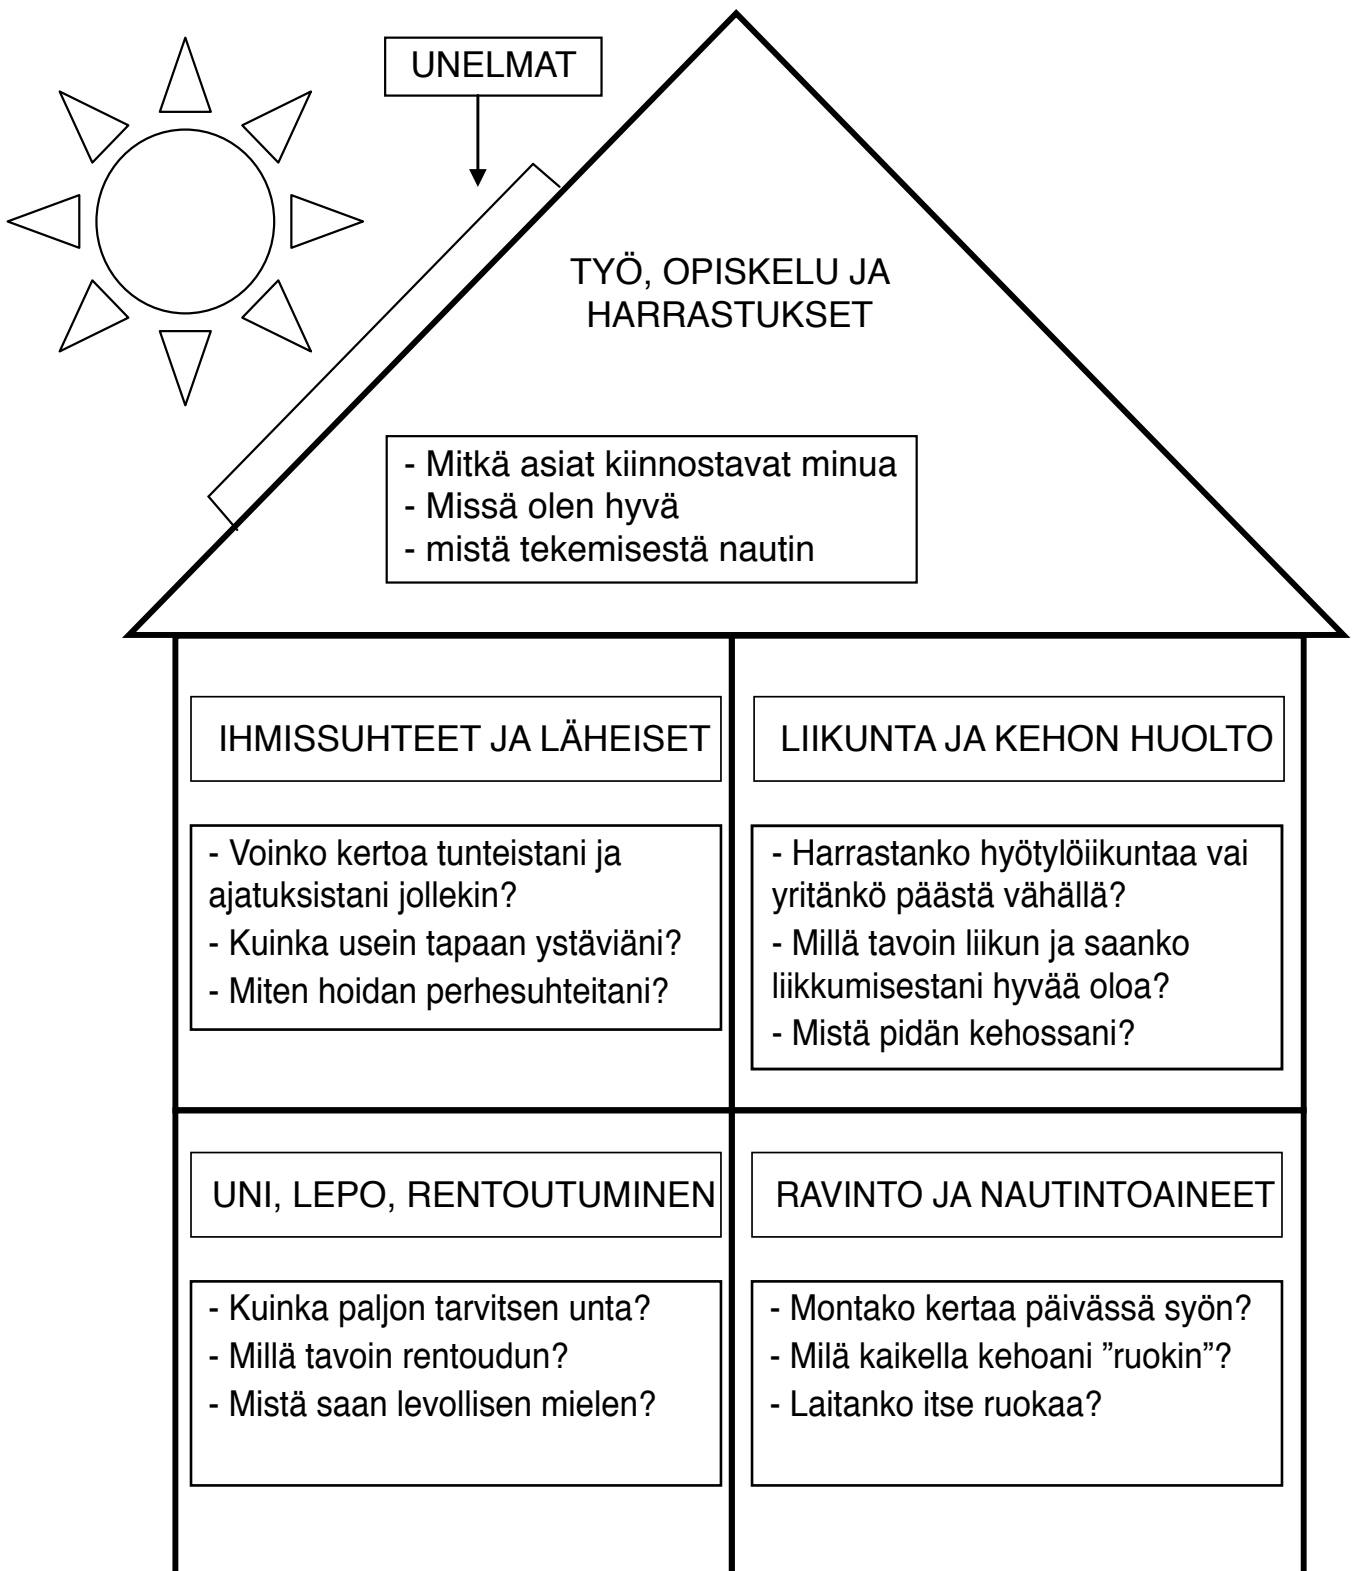 UNELMAT
TYÖ, OPISKELU JA
HARRASTUKSET
- Mitkä asiat kiinnostavat minua
- Missä olen hyvä
- mistä tekemisestä nautin
IHMISSUHTEET JA LÄHEISET
- Voinko kertoa tunteistani ja
ajatuksistani jollekin?
- Kuinka usein tapaan ystäviäni?
- Miten hoidan perhesuhteitani?
LIIKUNTA JA KEHON HUOLTO
- Harrastanko hyötylöiikuntaa vai
yritänkö päästä vähällä?
- Millä tavoin liikun ja saanko
liikkumisestani hyvää oloa?
- Mistä pidän kehossani?
UNI, LEPO, RENTOUTUMINEN
- Kuinka paljon tarvitsen unta?
- Millä tavoin rentoudun?
- Mistä saan levollisen mielen?
RAVINTO JA NAUTINTOAINEET
- Montako kertaa päivässä syön?
- Milä kaikella kehoani ”ruokin”?
- Laitanko itse ruokaa?